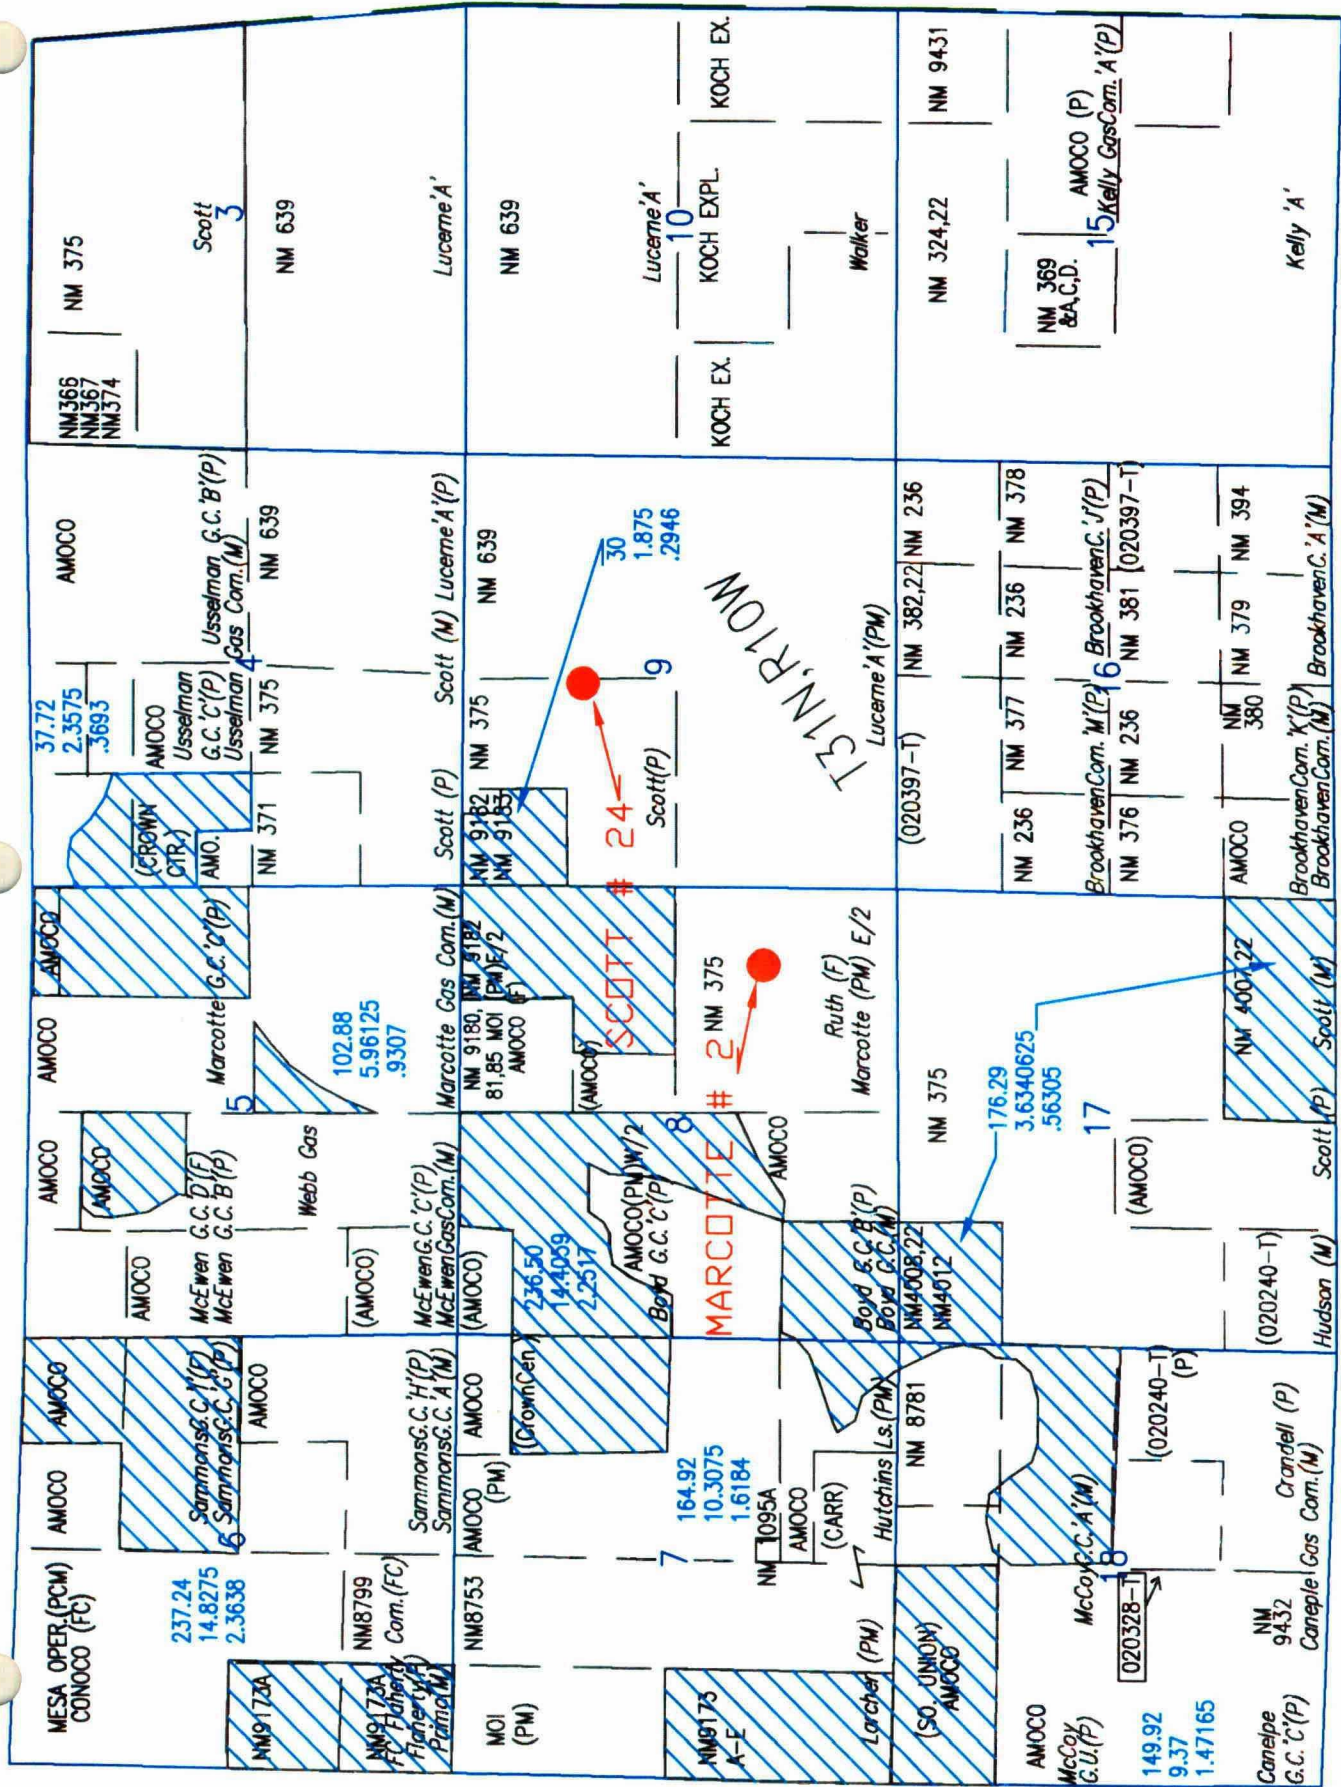 MESA OPER.(PCM)
CONOCO (FC)
AMOCO
AMOCO
237.24
14.8275
2.3638
SammonsG.C.'I'(F)
SammonsG.C.'G'(P)
6
NM9173A
NM8799
NM9173A
FC Flaherty Com.(FC)
Flaherty(P)
AMOCO
SammonsG.C.'H'(P)
SammonsG.C.'A'(M)
AMOCO
AMOCO
AMOCO
(AMOCO)
AMOCO
McEwen G.C.'D'(F)
McEwen G.C.'B'(P)
Marcotte G.C.'C'(P)
5
Webb Gas
102.88
5.96125
.9307
(AMOCO)
McEwenG.C.'C'(P)
McEwenGasCom.(M)
Marcotte Gas Com.(M)
37.72
2.3575
.3693
AMOCO
(CROWN
CTR.)
AMO.
AMOCO
Usselman
G.C.'C'(P)
Usselman
Usselman G.C.'B'(P)
Gas Com.(M)
4
NM 371
NM 375
NM 639
Scott (P)
Scott (M)
Lucerne'A'(P)
NM366
NM367
NM374
NM 375
Scott
3
NM 639
Lucerne'A'
NM8753
AMOCO
(PM)
AMOCO
(CrownCen)
MOI
(PM)
7
164.92
10.3075
1.6184
NM 1095A
AMOCO
(CARR)
NM9173
A-E
Larcher (PM)
Hutchins Ls.(PM)
(AMOCO)
236.50
14.4059
2.2517
AMOCO(PM)W/2
Boyd G.C.'C'(P)
8
NM 9180,
81,85 MOI
AMOCO
NM 9182
(PM)E/2
(F)
(AMOCO)
MARCOTTE # 2
NM 375
AMOCO
Boyd G.C.'B'(P)
Boyd G.C.(M)
Ruth (F)
Marcotte (PM) E/2
NM 9182
NM 9183
NM 375
NM 639
30
1.875
.2946
SCOTT # 24
Scott(P)
9
T31N,R10W
Lucerne'A'(PM)
NM 639
Lucerne'A'
10
KOCH EX.
KOCH EXPL.
KOCH EX.
Walker
(SO. UNION)
AMOCO
NM 8781
AMOCO
McCoy
G.U.(P)
McCoyG.C.'A'(M)
18
020328-T
(020240-T)
(P)
149.92
9.37
1.47165
Canelpe
G.C.'C'(P)
NM
9432
Caneple Gas Com.(M)
Crandell (P)
NM4008,22
NM4012
NM 375
176.29
3.6340625
.56305
17
(AMOCO)
NM 4007,22
(020240-T)
Hudson (M)
Scott (P)
Scott (M)
(020397-T)
NM 382,22
NM 236
NM 236
NM 377
NM 236
NM 378
BrookhavenCom.'M'(P)
BrookhavenC.'J'(P)
16
NM 376
NM 236
NM 381
(020397-T)
AMOCO
NM
380
NM 379
NM 394
BrookhavenCom.'K'(P)
BrookhavenCom.(M)
BrookhavenC.'A'(M)
NM 324,22
NM 9431
NM 369
&A,C,D.
AMOCO (P)
15
Kelly GasCom.'A'(P)
Kelly 'A'